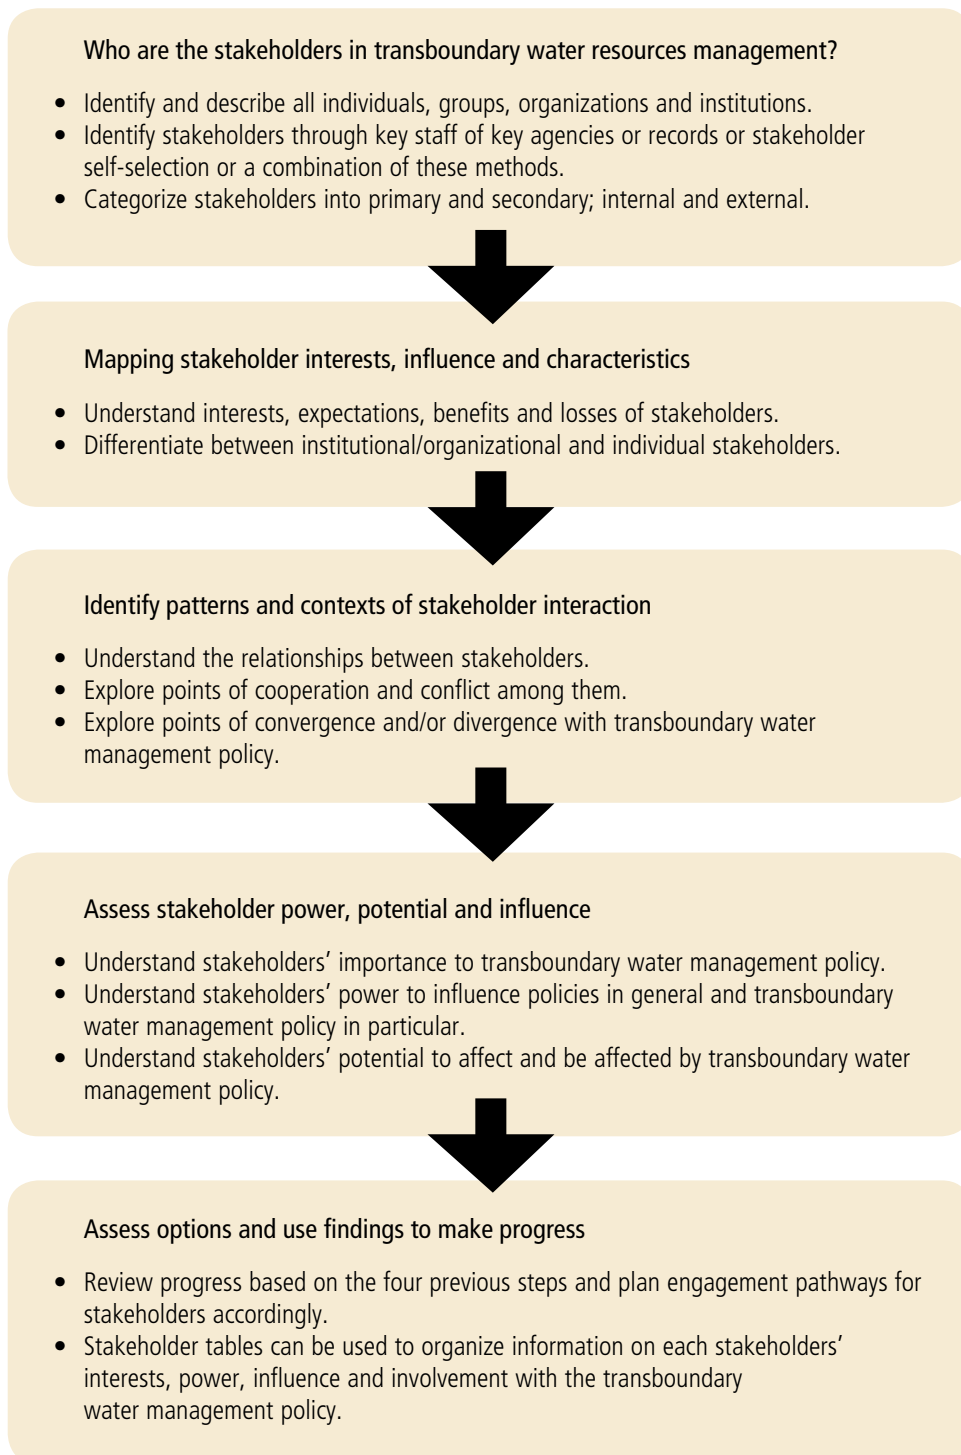 Who are the stakeholders in transboundary water resources management?
• Identify and describe all individuals, groups, organizations and institutions.
• Identify stakeholders through key staff of key agencies or records or stakeholder
self-selection or a combination of these methods.
• Categorize stakeholders into primary and secondary; internal and external.
Mapping stakeholder interests, influence and characteristics
• Understand interests, expectations, benefits and losses of stakeholders.
• Differentiate between institutional/organizational and individual stakeholders.
Identify patterns and contexts of stakeholder interaction
• Understand the relationships between stakeholders.
• Explore points of cooperation and conflict among them.
• Explore points of convergence and/or divergence with transboundary water
management policy.
Assess stakeholder power, potential and influence
• Understand stakeholders’ importance to transboundary water management policy.
• Understand stakeholders’ power to influence policies in general and transboundary
water management policy in particular.
• Understand stakeholders’ potential to affect and be affected by transboundary water
management policy.
Assess options and use findings to make progress
• Review progress based on the four previous steps and plan engagement pathways for
stakeholders accordingly.
• Stakeholder tables can be used to organize information on each stakeholders’
interests, power, influence and involvement with the transboundary
water management policy.